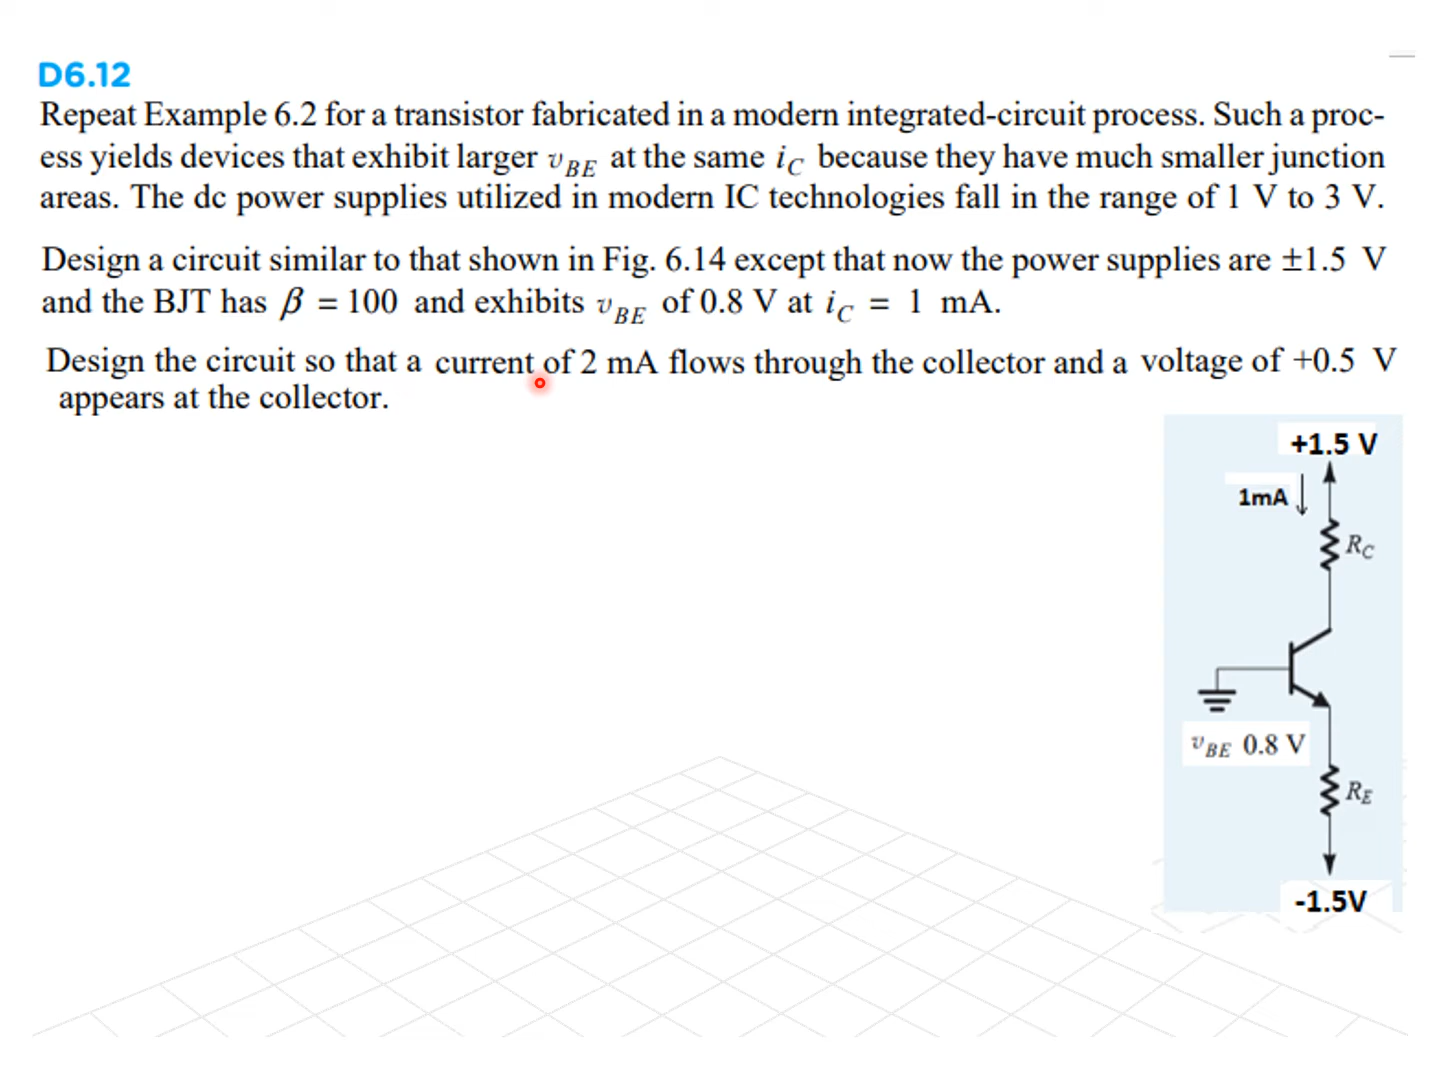 D6.12
Repeat Example 6.2 for a transistor fabricated in a modern integrated-circuit process. Such a proc-
ess yields devices that exhibit larger v_BE at the same i_C because they have much smaller junction
areas. The dc power supplies utilized in modern IC technologies fall in the range of 1 V to 3 V.
Design a circuit similar to that shown in Fig. 6.14 except that now the power supplies are ±1.5 V
and the BJT has β = 100 and exhibits v_BE of 0.8 V at i_C = 1 mA.
Design the circuit so that a current of 2 mA flows through the collector and a voltage of +0.5 V
appears at the collector.
+1.5 V
1mA
R_C
v_BE 0.8 V
R_E
-1.5V